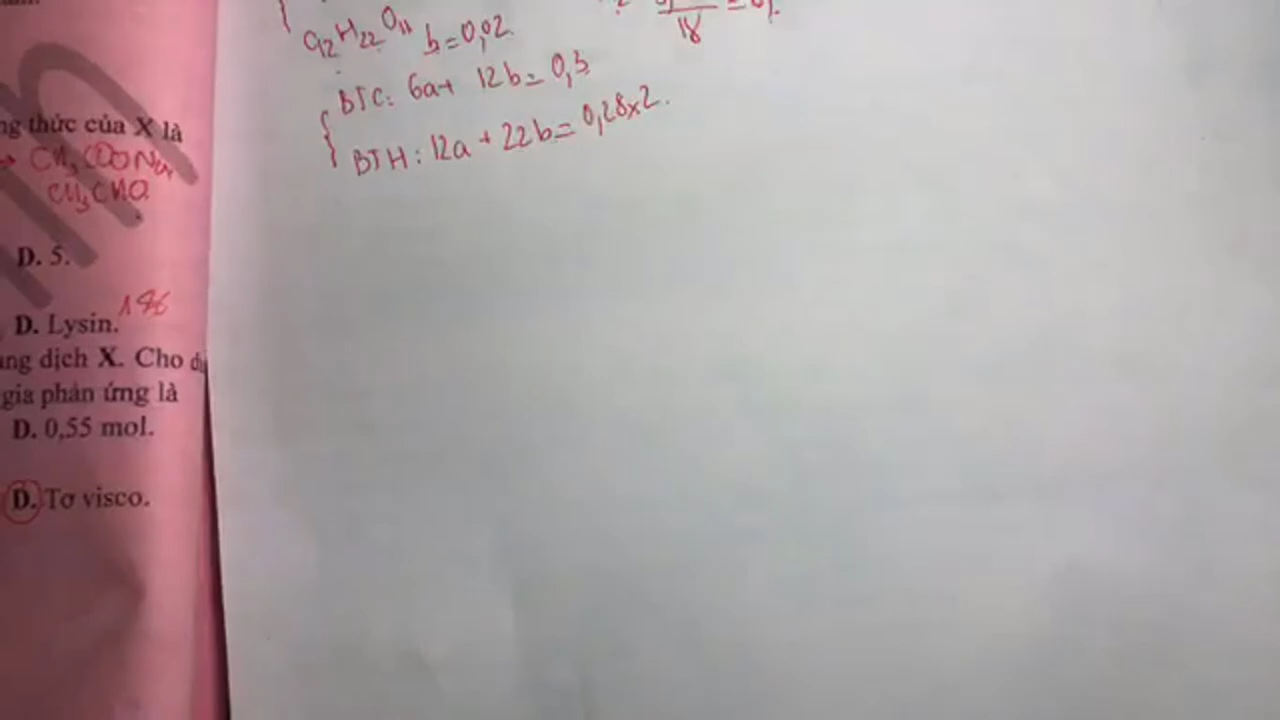 C12H22O11 b=0,02.
18
BTC: 6a+ 12b= 0,3
BTH: 12a + 22b= 0,28x2.
ng thức của X là
CH3COONa
CH3CHO
D. 5.
186
D. Lysin.
ng dịch X. Cho
gia phản ứng là
D. 0,55 mol.
D. Tơ visco.